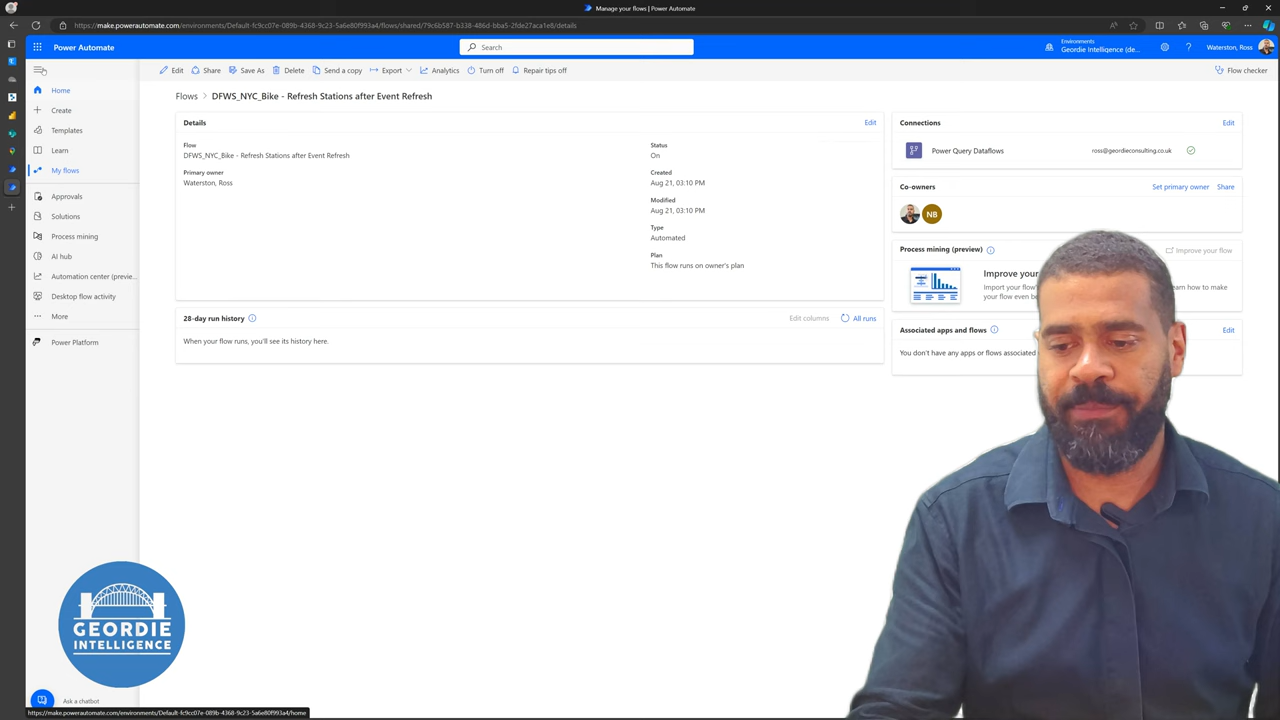 Manage your flows | Power Automate
https://make.powerautomate.com/environments/Default-fc9cc07e-089b-4368-9c23-5a6e80f993a4/flows/shared/79c6b587-b338-486d-bba5-2fde27aca1e8/details
Power Automate
Search
Environments
Geordie Intelligence (de...
Waterston, Ross
Edit
Share
Save As
Delete
Send a copy
Export
Analytics
Turn off
Repair tips off
Flow checker
Home
Create
Templates
Learn
My flows
Approvals
Solutions
Process mining
AI hub
Automation center (previe...
Desktop flow activity
More
Power Platform
Flows > DFWS_NYC_Bike - Refresh Stations after Event Refresh
Details
Edit
Flow
DFWS_NYC_Bike - Refresh Stations after Event Refresh
Primary owner
Waterston, Ross
Status
On
Created
Aug 21, 03:10 PM
Modified
Aug 21, 03:10 PM
Type
Automated
Plan
This flow runs on owner's plan
28-day run history
Edit columns
All runs
When your flow runs, you'll see its history here.
Connections
Edit
Power Query Dataflows
ross@geordieconsulting.co.uk
Co-owners
Set primary owner
Share
NB
Process mining (preview)
Improve your flow
Improve your
Import your flow's
learn how to make
your flow even be
Associated apps and flows
Edit
You don't have any apps or flows associated
GEORDIE
INTELLIGENCE
Ask a chatbot
https://make.powerautomate.com/environments/Default-fc9cc07e-089b-4368-9c23-5a6e80f993a4/home